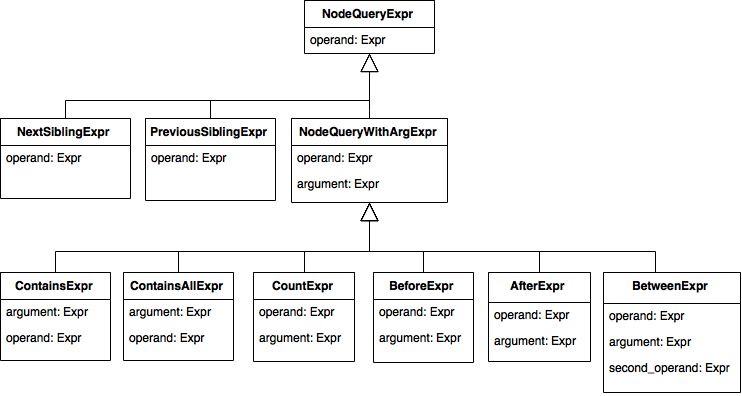 NodeQueryExpr
operand: Expr
NextSiblingExpr
operand: Expr
PreviousSiblingExpr
operand: Expr
NodeQueryWithArgExpr
operand: Expr
argument: Expr
ContainsExpr
argument: Expr
operand: Expr
ContainsAllExpr
argument: Expr
operand: Expr
CountExpr
operand: Expr
argument: Expr
BeforeExpr
operand: Expr
argument: Expr
AfterExpr
operand: Expr
argument: Expr
BetweenExpr
operand: Expr
argument: Expr
second_operand: Expr